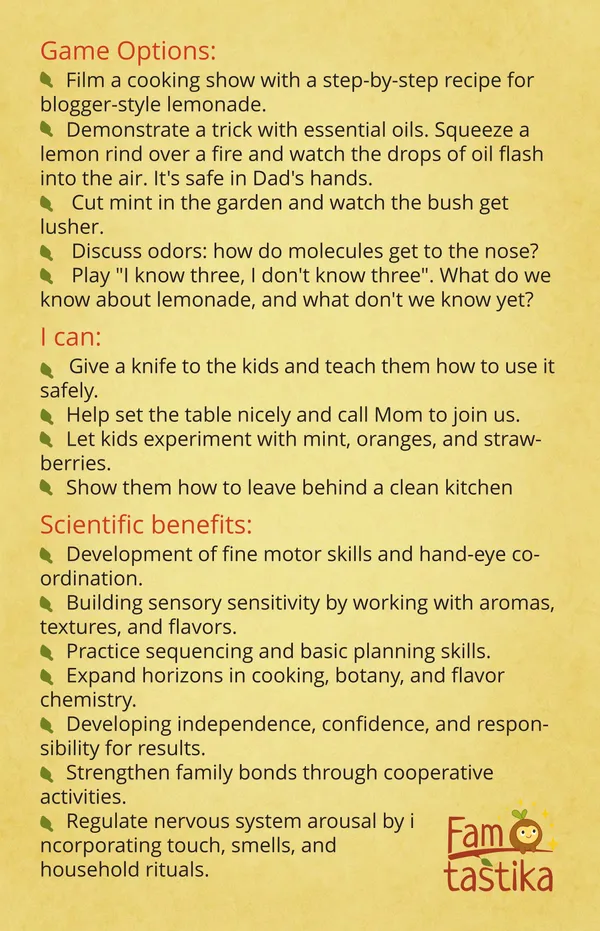 Game Options:
Film a cooking show with a step-by-step recipe for
blogger-style lemonade.
Demonstrate a trick with essential oils. Squeeze a
lemon rind over a fire and watch the drops of oil flash
into the air. It's safe in Dad's hands.
Cut mint in the garden and watch the bush get
lusher.
Discuss odors: how do molecules get to the nose?
Play "I know three, I don't know three". What do we
know about lemonade, and what don't we know yet?
I can:
Give a knife to the kids and teach them how to use it
safely.
Help set the table nicely and call Mom to join us.
Let kids experiment with mint, oranges, and straw-
berries.
Show them how to leave behind a clean kitchen
Scientific benefits:
Development of fine motor skills and hand-eye co-
ordination.
Building sensory sensitivity by working with aromas,
textures, and flavors.
Practice sequencing and basic planning skills.
Expand horizons in cooking, botany, and flavor
chemistry.
Developing independence, confidence, and respon-
sibility for results.
Strengthen family bonds through cooperative
activities.
Regulate nervous system arousal by i
ncorporating touch, smells, and
household rituals.
Fam
tastika